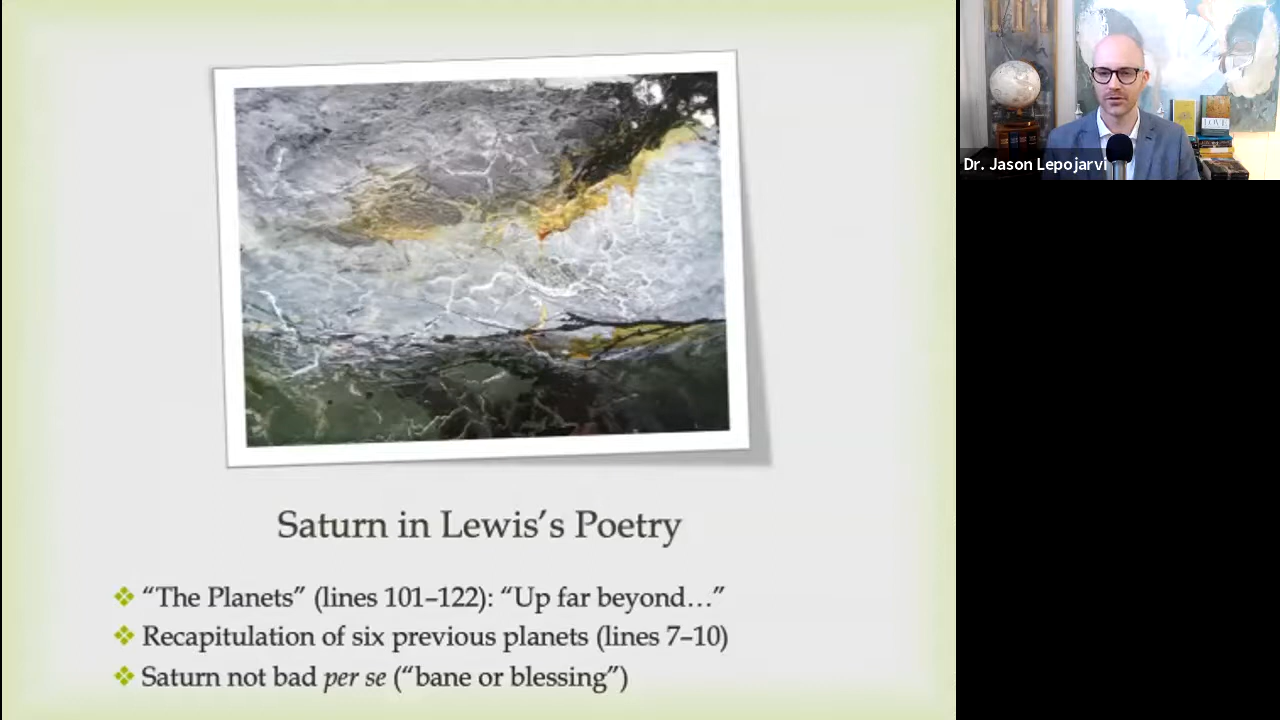 Dr. Jason Lepojarvi
LOVE
Saturn in Lewis's Poetry
❖ “The Planets” (lines 101–122): “Up far beyond…”
❖ Recapitulation of six previous planets (lines 7–10)
❖ Saturn not bad per se (“bane or blessing”)